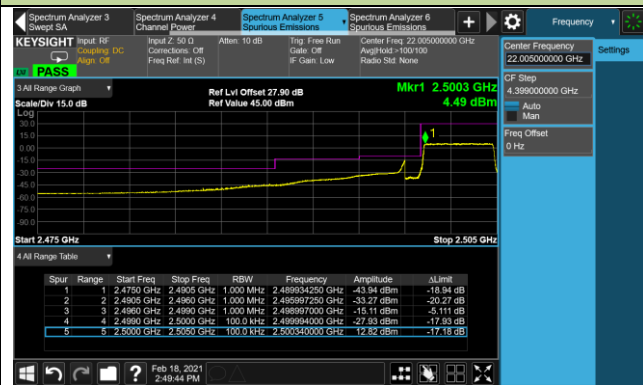 Spectrum Analyzer 3
Swept SA
Spectrum Analyzer 4
Channel Power
Spectrum Analyzer 5
Spurious Emissions
Spectrum Analyzer 6
Spurious Emissions
Frequency
KEYSIGHT
Input: RF
Coupling: DC
Align: Off
Input Z: 50 Ω
Corrections: Off
Freq Ref: Int (S)
Atten: 10 dB
Trig: Free Run
Gate: Off
IF Gain: Low
Center Freq: 22.005000000 GHz
Avg|Hold:>100/100
Radio Std: None
PASS
Center Frequency
22.005000000 GHz
Settings
CF Step
4.399000000 GHz
Auto
Man
Freq Offset
0 Hz
3 All Range Graph
Scale/Div 15.0 dB
Ref Lvl Offset 27.90 dB
Ref Value 45.00 dBm
Mkr1 2.5003 GHz
4.49 dBm
Log
30.0
15.0
0.00
-15.0
-30.0
-45.0
-60.0
-75.0
-90.0
1
Start 2.475 GHz
Stop 2.505 GHz
4 All Range Table
Spur Range Start Freq Stop Freq RBW Frequency Amplitude ΔLimit
1 1 2.4750 GHz 2.4905 GHz 1.000 MHz 2.489934250 GHz -43.94 dBm -18.94 dB
2 2 2.4905 GHz 2.4960 GHz 1.000 MHz 2.495997250 GHz -33.27 dBm -20.27 dB
3 3 2.4960 GHz 2.4990 GHz 1.000 MHz 2.498997000 GHz -15.11 dBm -5.111 dB
4 4 2.4990 GHz 2.5000 GHz 100.0 kHz 2.499994000 GHz -27.93 dBm -17.93 dB
5 5 2.5000 GHz 2.5050 GHz 100.0 kHz 2.500340000 GHz 12.82 dBm -17.18 dB
Feb 18, 2021
2:49:44 PM